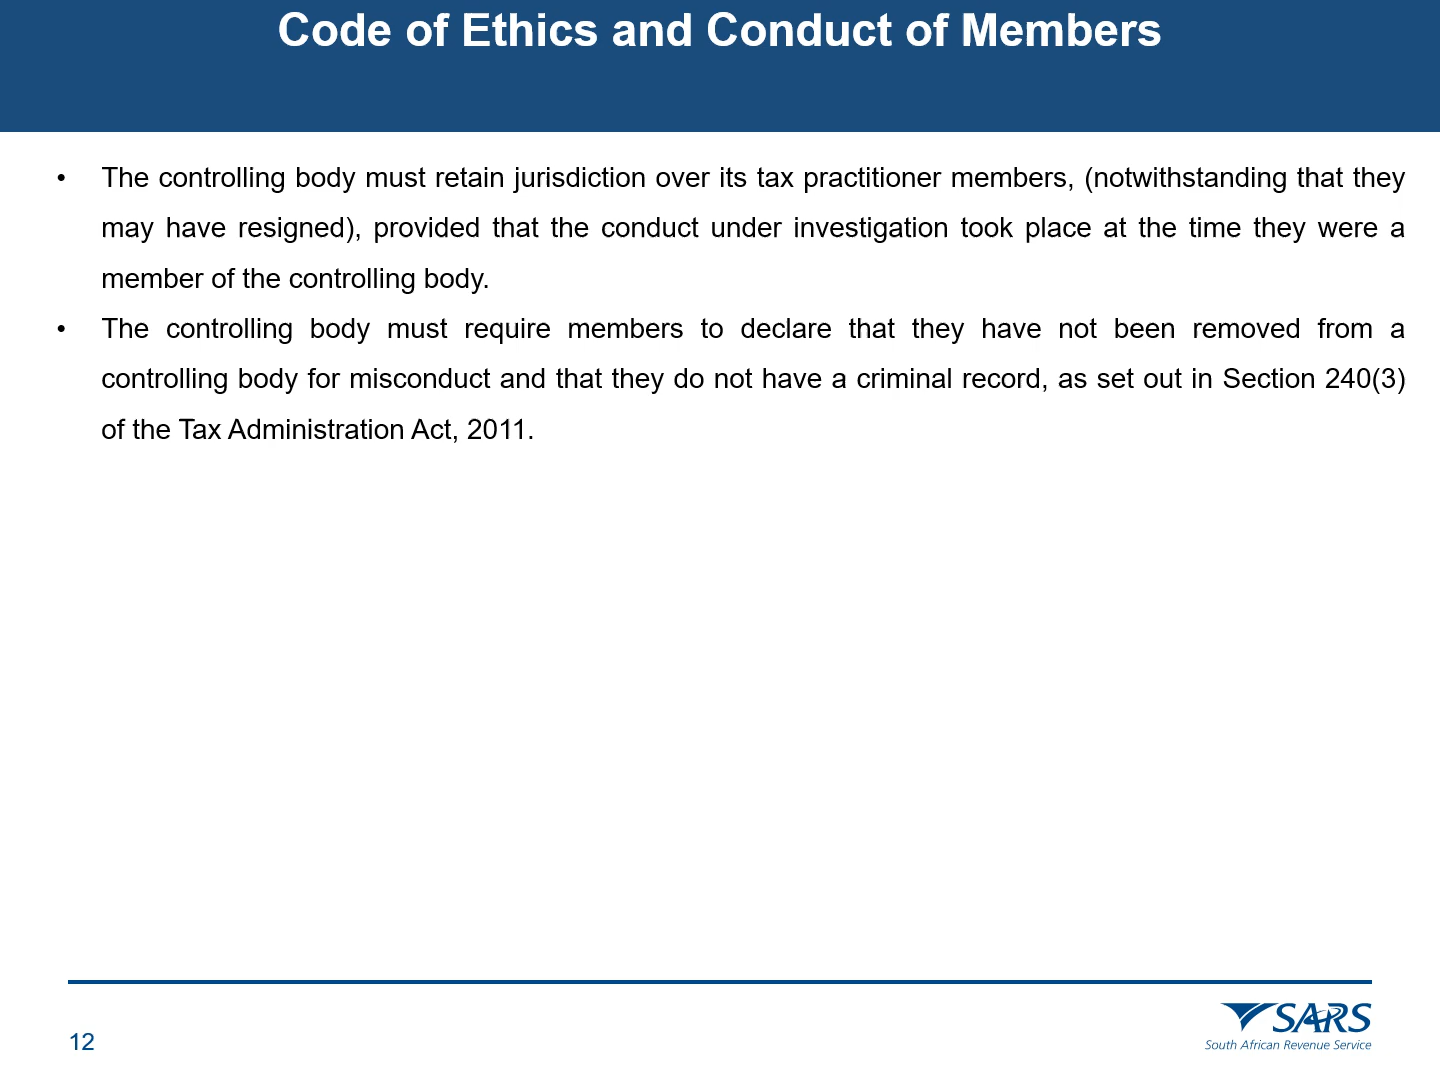 Code of Ethics and Conduct of Members
• The controlling body must retain jurisdiction over its tax practitioner members, (notwithstanding that they
may have resigned), provided that the conduct under investigation took place at the time they were a
member of the controlling body.
• The controlling body must require members to declare that they have not been removed from a
controlling body for misconduct and that they do not have a criminal record, as set out in Section 240(3)
of the Tax Administration Act, 2011.
12
SARS
South African Revenue Service